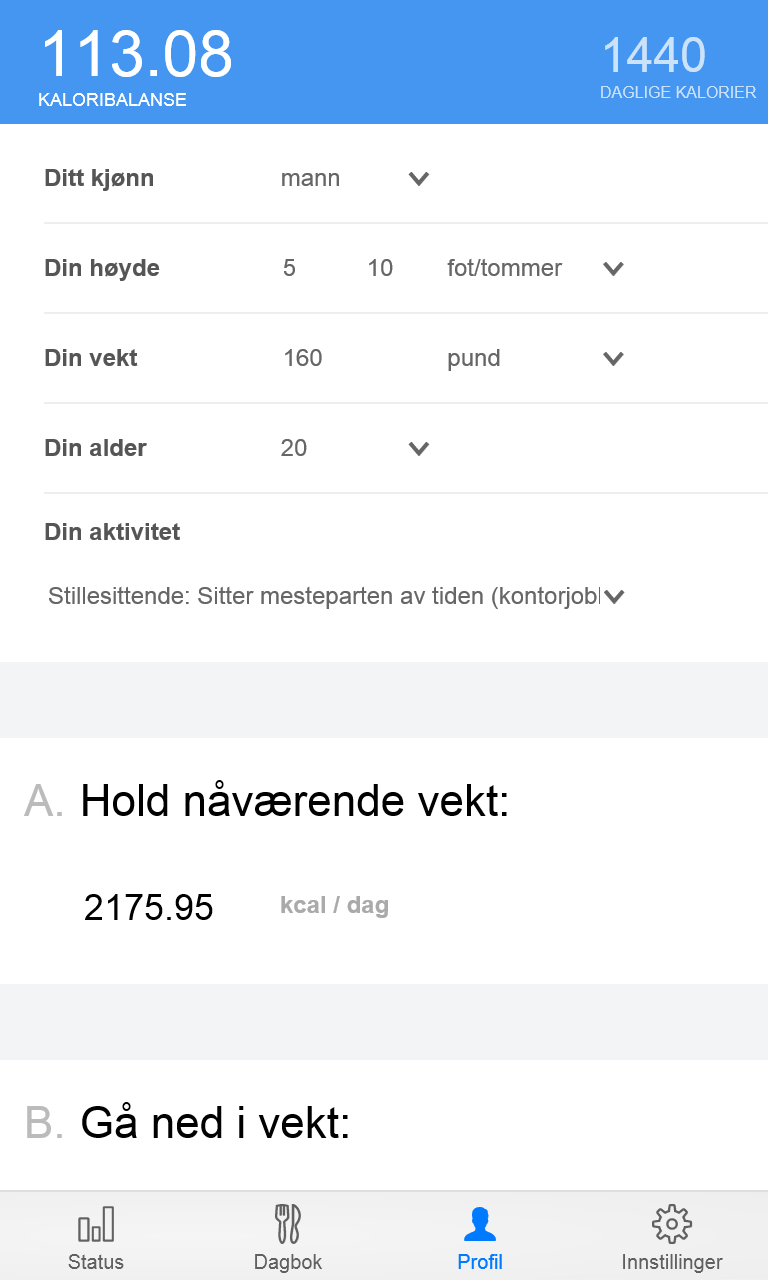 113.08
1440
KALORIBALANSE
DAGLIGE KALORIER
Ditt kjønn mann
Din høyde 5 10 fot/tommer
Din vekt 160 pund
Din alder 20
Din aktivitet
Stillesittende: Sitter mesteparten av tiden
A. Hold nåværende vekt:
2175.95 kcal / dag
B. Gå ned i vekt:
Status Dagbok Profil Innstillinger